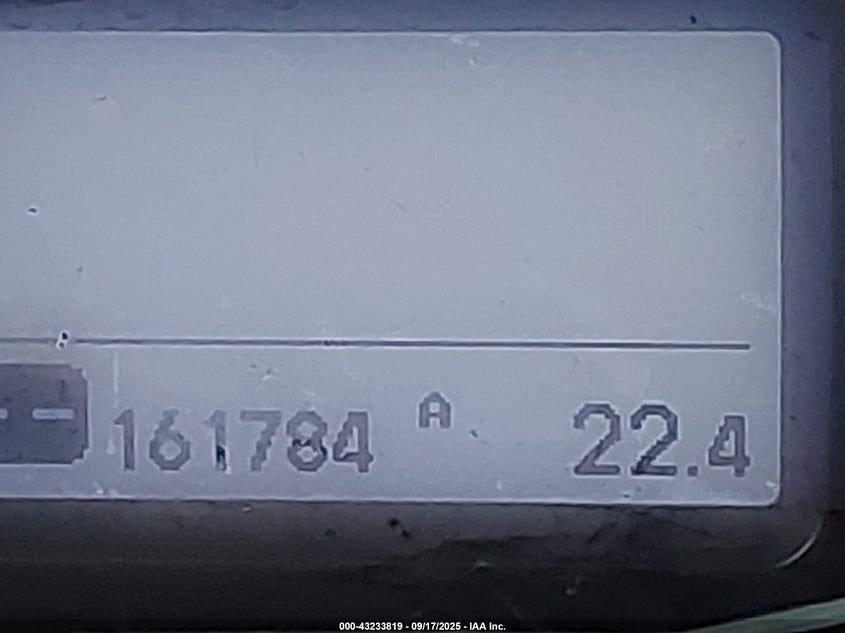 -- 161784 A 22.4
000-43233819 - 09/17/2025 - IAA Inc.